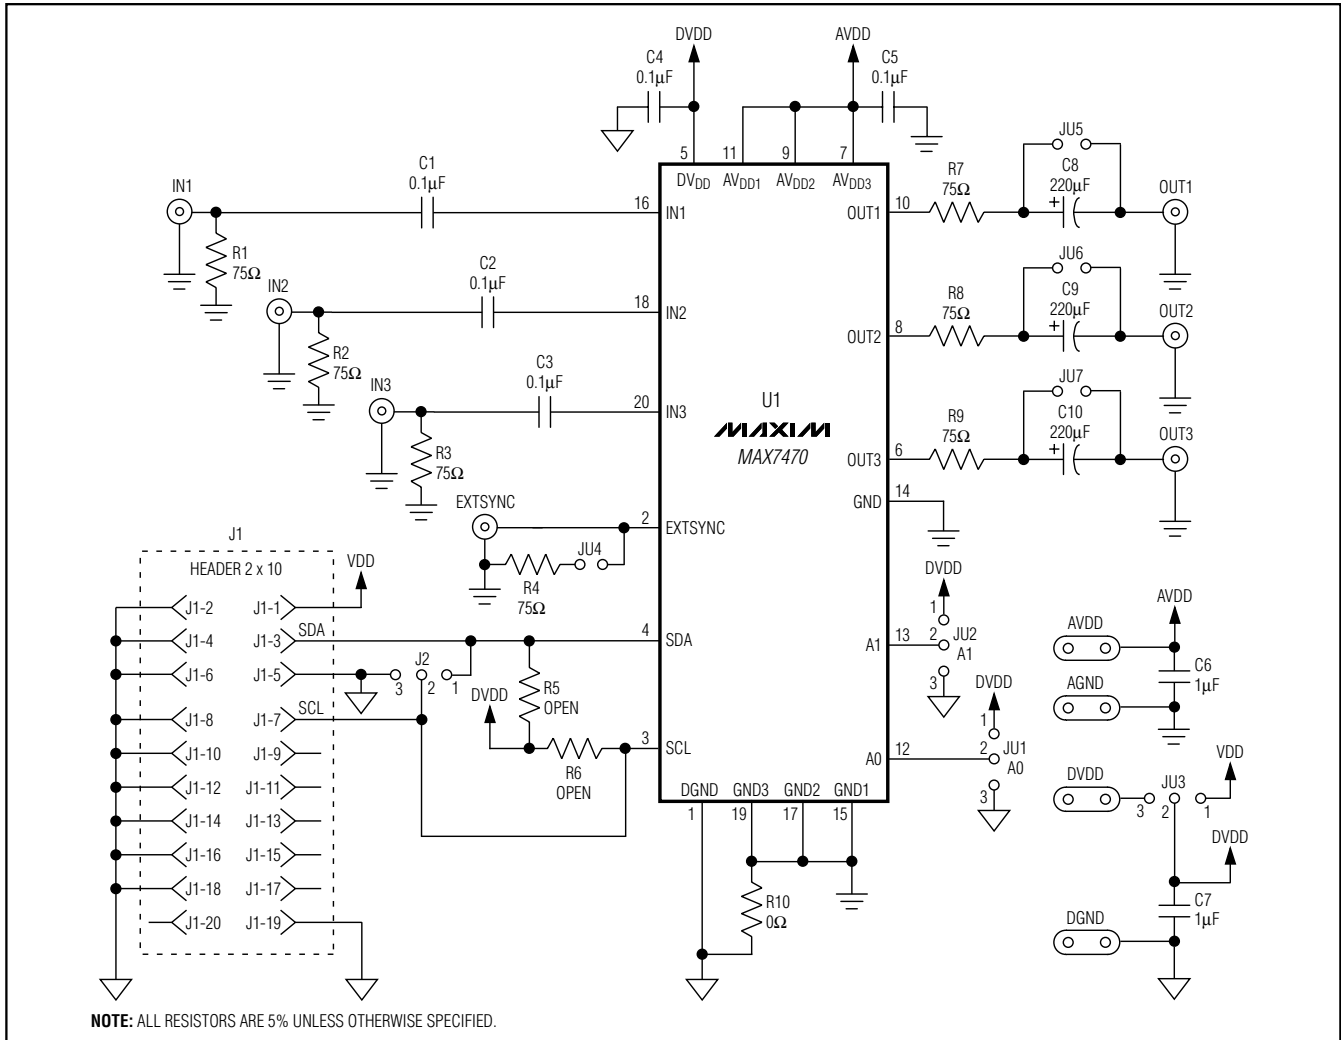 DVDD
AVDD
C4
0.1µF
C5
0.1µF
5
11
9
7
DVDD
AVDD1
AVDD2
AVDD3
IN1
C1
0.1µF
16
IN1
R1
75Ω
IN2
C2
0.1µF
18
IN2
R2
75Ω
IN3
C3
0.1µF
20
IN3
R3
75Ω
U1
MAXIM
MAX7470
OUT1
10
R7
75Ω
JU5
C8
220µF
+
OUT1
OUT2
8
R8
75Ω
JU6
C9
220µF
+
OUT2
OUT3
6
R9
75Ω
JU7
C10
220µF
+
OUT3
GND
14
EXTSYNC
2
EXTSYNC
JU4
R4
75Ω
J1
HEADER 2 x 10
VDD
J1-2
J1-1
J1-4
J1-3
SDA
J1-6
J1-5
J1-8
J1-7
SCL
J1-10
J1-9
J1-12
J1-11
J1-14
J1-13
J1-16
J1-15
J1-18
J1-17
J1-20
J1-19
J2
3
2
1
4
SDA
R5
OPEN
DVDD
R6
OPEN
3
SCL
DGND
GND3
GND2
GND1
1
19
17
15
R10
0Ω
A1
13
DVDD
1
2
3
JU2
A1
A0
12
DVDD
1
2
3
JU1
A0
AVDD
AVDD
C6
1µF
AGND
DVDD
JU3
VDD
3
2
1
DVDD
C7
1µF
DGND
NOTE: ALL RESISTORS ARE 5% UNLESS OTHERWISE SPECIFIED.